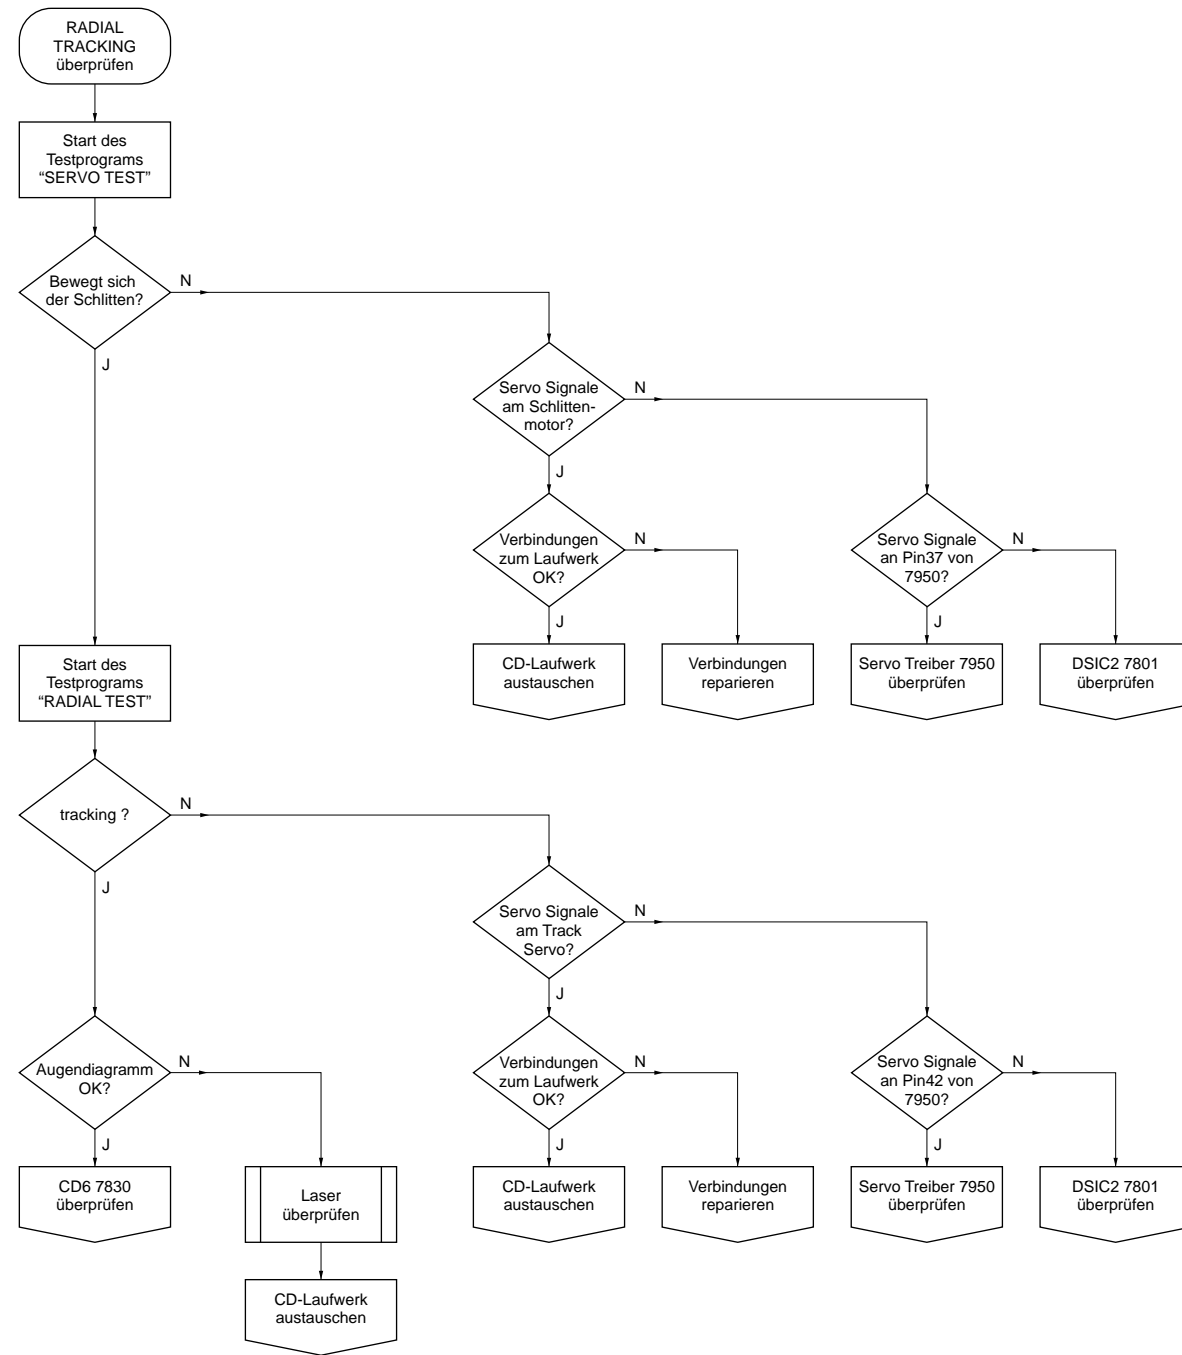 RADIAL
TRACKING
überprüfen
Start des
Testprograms
“SERVO TEST”
Bewegt sich
der Schlitten?
N
J
Servo Signale
am Schlitten-
motor?
N
J
Verbindungen
zum Laufwerk
OK?
N
J
Servo Signale
an Pin37 von
7950?
N
J
CD-Laufwerk
austauschen
Verbindungen
reparieren
Servo Treiber 7950
überprüfen
DSIC2 7801
überprüfen
Start des
Testprograms
“RADIAL TEST”
tracking ?
N
J
Servo Signale
am Track
Servo?
N
J
Augendiagramm
OK?
N
J
Verbindungen
zum Laufwerk
OK?
N
J
Servo Signale
an Pin42 von
7950?
N
J
CD6 7830
überprüfen
Laser
überprüfen
CD-Laufwerk
austauschen
Verbindungen
reparieren
Servo Treiber 7950
überprüfen
DSIC2 7801
überprüfen
CD-Laufwerk
austauschen